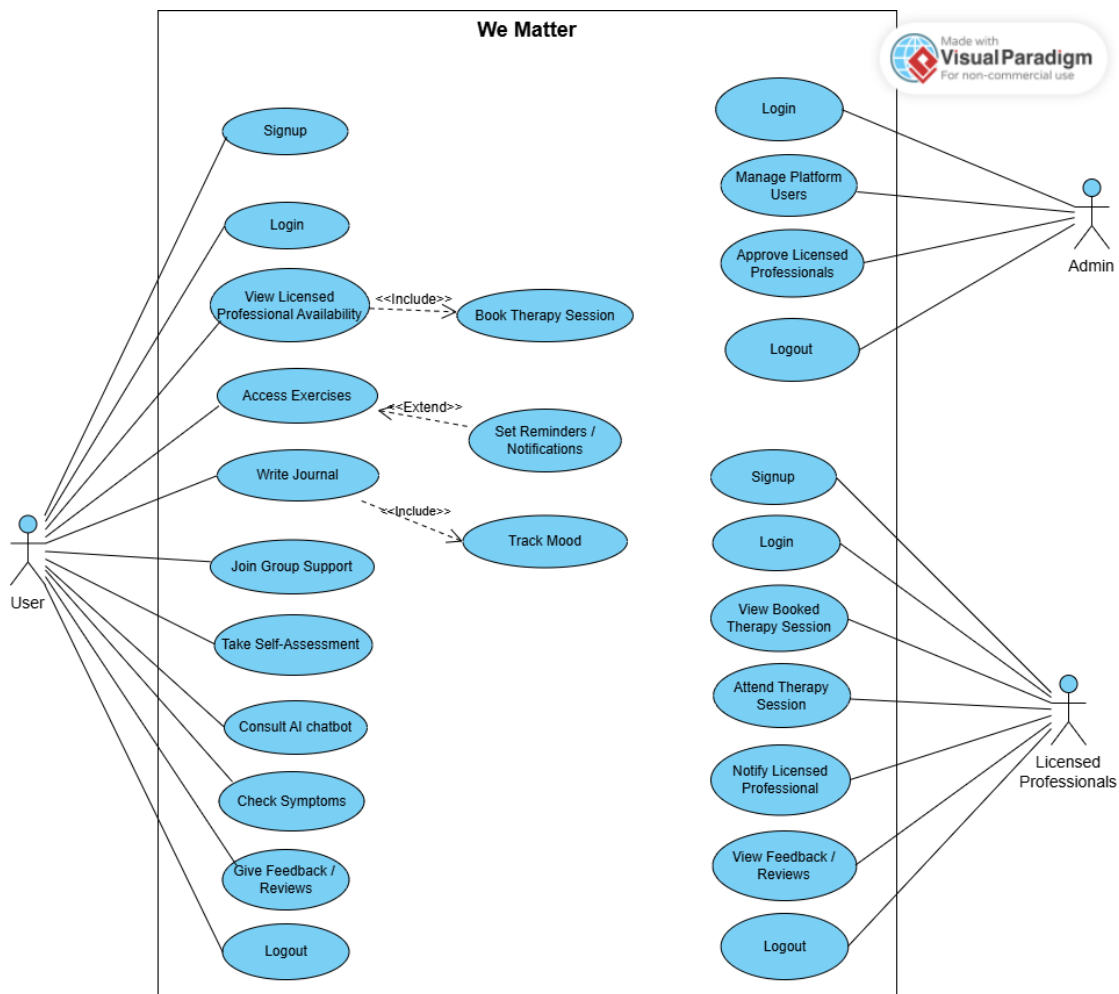 We Matter
Made with
Visual Paradigm
For non-commercial use
Signup
Login
View Licensed
Professional Availability
<<Include>>
Book Therapy Session
Access Exercises
<<Extend>>
Set Reminders /
Notifications
Write Journal
<<Include>>
Track Mood
Join Group Support
Take Self-Assessment
Consult AI chatbot
Check Symptoms
Give Feedback /
Reviews
Logout
User
Login
Manage Platform
Users
Approve Licensed
Professionals
Logout
Admin
Signup
Login
View Booked
Therapy Session
Attend Therapy
Session
Notify Licensed
Professional
View Feedback /
Reviews
Logout
Licensed
Professionals